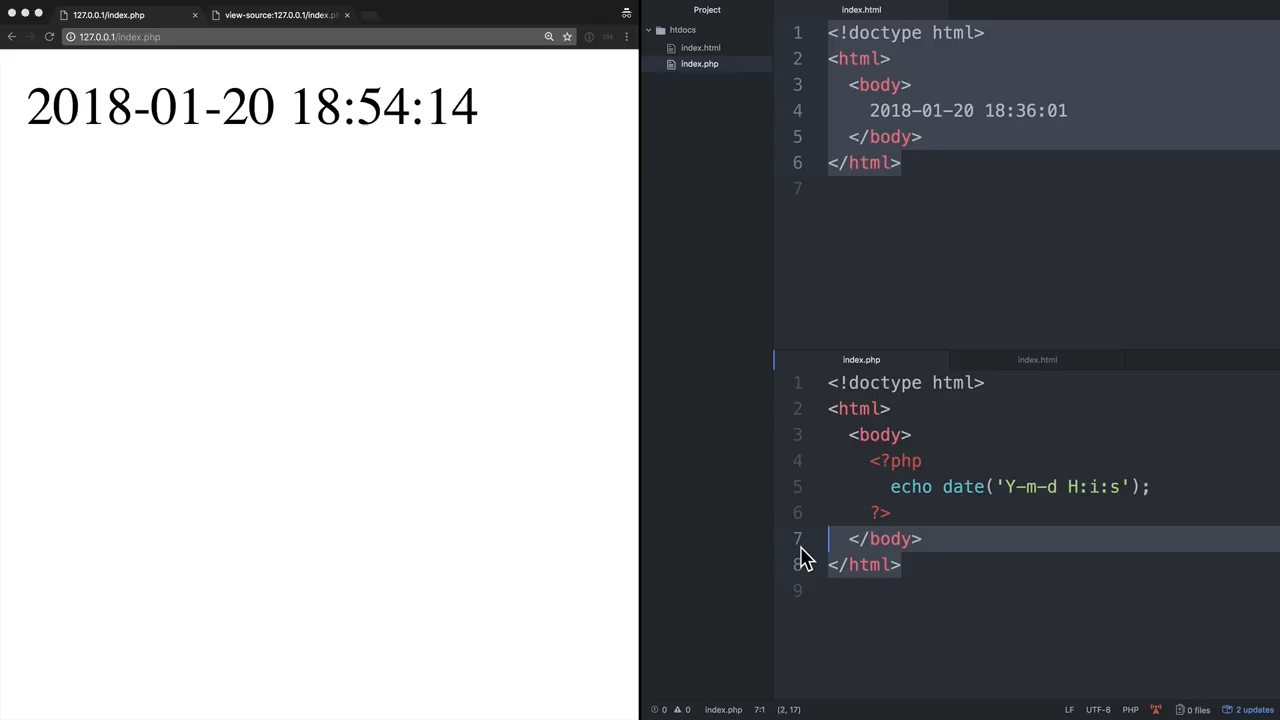 127.0.0.1/index.php
view-source:127.0.0.1/index.p
127.0.0.1/index.php
2018-01-20 18:54:14
Project
htdocs
index.html
index.php
index.html
1 <!doctype html>
2 <html>
3 <body>
4 2018-01-20 18:36:01
5 </body>
6 </html>
7
index.php
index.html
1 <!doctype html>
2 <html>
3 <body>
4 <?php
5 echo date('Y-m-d H:i:s');
6 ?>
7 </body>
8 </html>
9
0 0 index.php 7:1 (2, 17)
LF UTF-8 PHP 0 files 2 updates